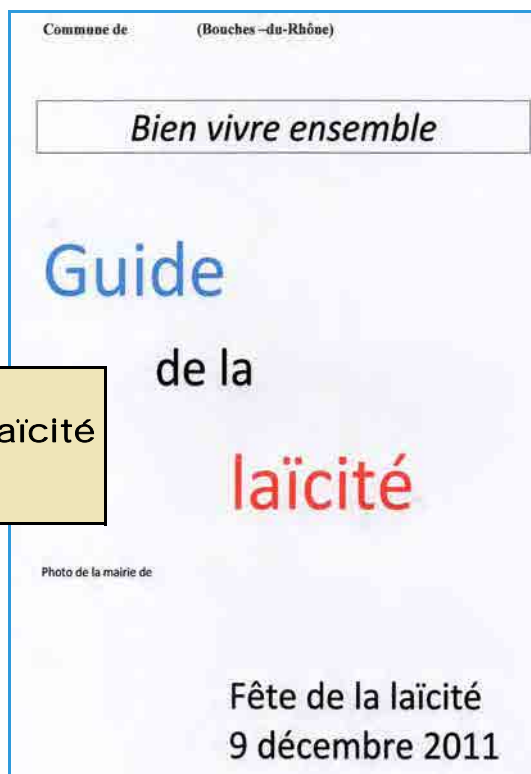 Commune de (Bouches –du-Rhône)
Bien vivre ensemble
Guide
de la
laïcité
Photo de la mairie de
Fête de la laïcité
9 décembre 2011